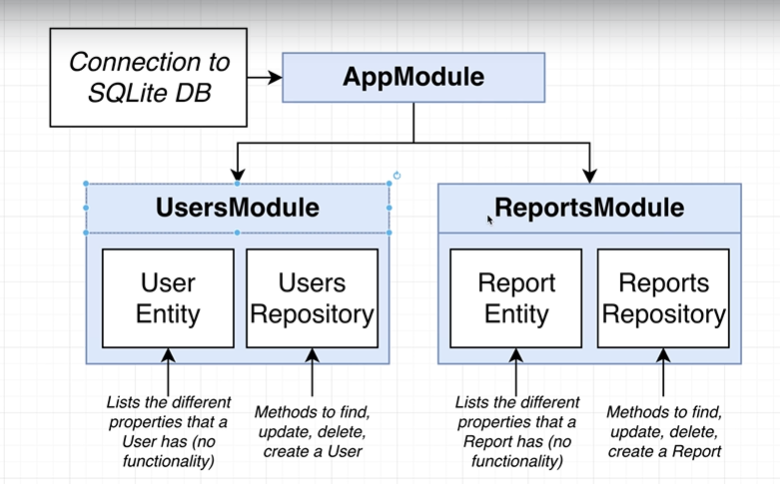 Connection to
SQLite DB
AppModule
UsersModule
ReportsModule
User
Entity
Users
Repository
Report
Entity
Reports
Repository
Lists the different
properties that a
User has (no
functionality)
Methods to find,
update, delete,
create a User
Lists the different
properties that a
Report has (no
functionality)
Methods to find,
update, delete,
create a Report